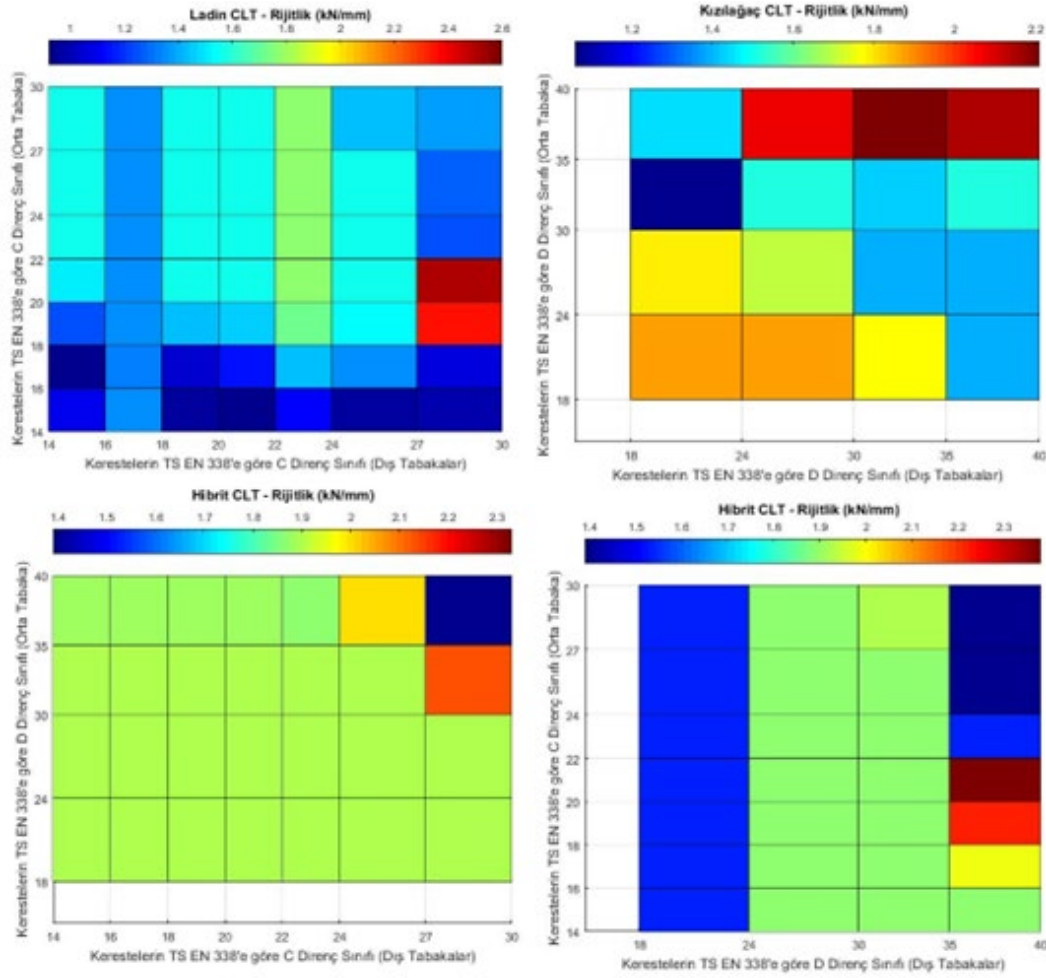 Ladin CLT - Rijitlik (kN/mm)
1 1.2 1.4 1.6 1.8 2 2.2 2.4 2.6
Kerestelerin TS EN 338'e göre C Direnç Sınıfı (Orta Tabaka)
30
27
24
22
20
18
16
14
14 16 18 20 22 24 27 30
Kerestelerin TS EN 338'e göre C Direnç Sınıfı (Dış Tabakalar)
Kızılağaç CLT - Rijitlik (kN/mm)
1.2 1.4 1.6 1.8 2 2.2
Kerestelerin TS EN 338'e göre D Direnç Sınıfı (Orta Tabaka)
40
35
30
24
18
18 24 30 35 40
Kerestelerin TS EN 338'e göre D Direnç Sınıfı (Dış Tabakalar)
Hibrit CLT - Rijitlik (kN/mm)
1.4 1.5 1.6 1.7 1.8 1.9 2 2.1 2.2 2.3
Kerestelerin TS EN 338'e göre D Direnç Sınıfı (Orta Tabaka)
40
35
30
24
18
14 16 18 20 22 24 27 30
Kerestelerin TS EN 338'e göre C Direnç Sınıfı (Dış Tabakalar)
Hibrit CLT - Rijitlik (kN/mm)
1.4 1.5 1.6 1.7 1.8 1.9 2 2.1 2.2 2.3
Kerestelerin TS EN 338'e göre C Direnç Sınıfı (Orta Tabaka)
30
27
24
22
20
18
16
14
18 24 30 35 40
Kerestelerin TS EN 338'e göre D Direnç Sınıfı (Dış Tabakalar)